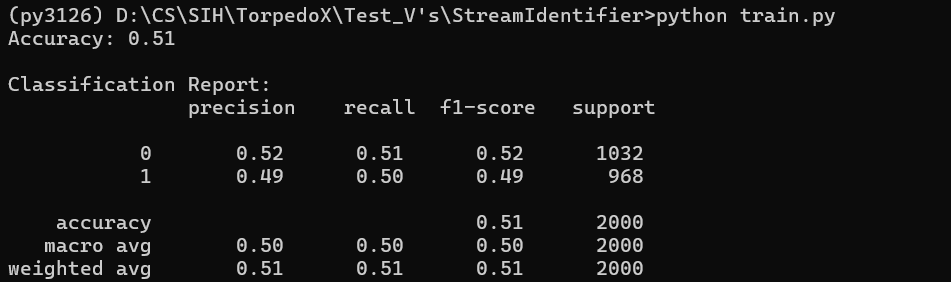 (py3126) D:\CS\SIH\TorpedoX\Test_V's\StreamIdentifier>python train.py
Accuracy: 0.51
Classification Report:
precision recall f1-score support
0 0.52 0.51 0.52 1032
1 0.49 0.50 0.49 968
accuracy 0.51 2000
macro avg 0.50 0.50 0.50 2000
weighted avg 0.51 0.51 0.51 2000